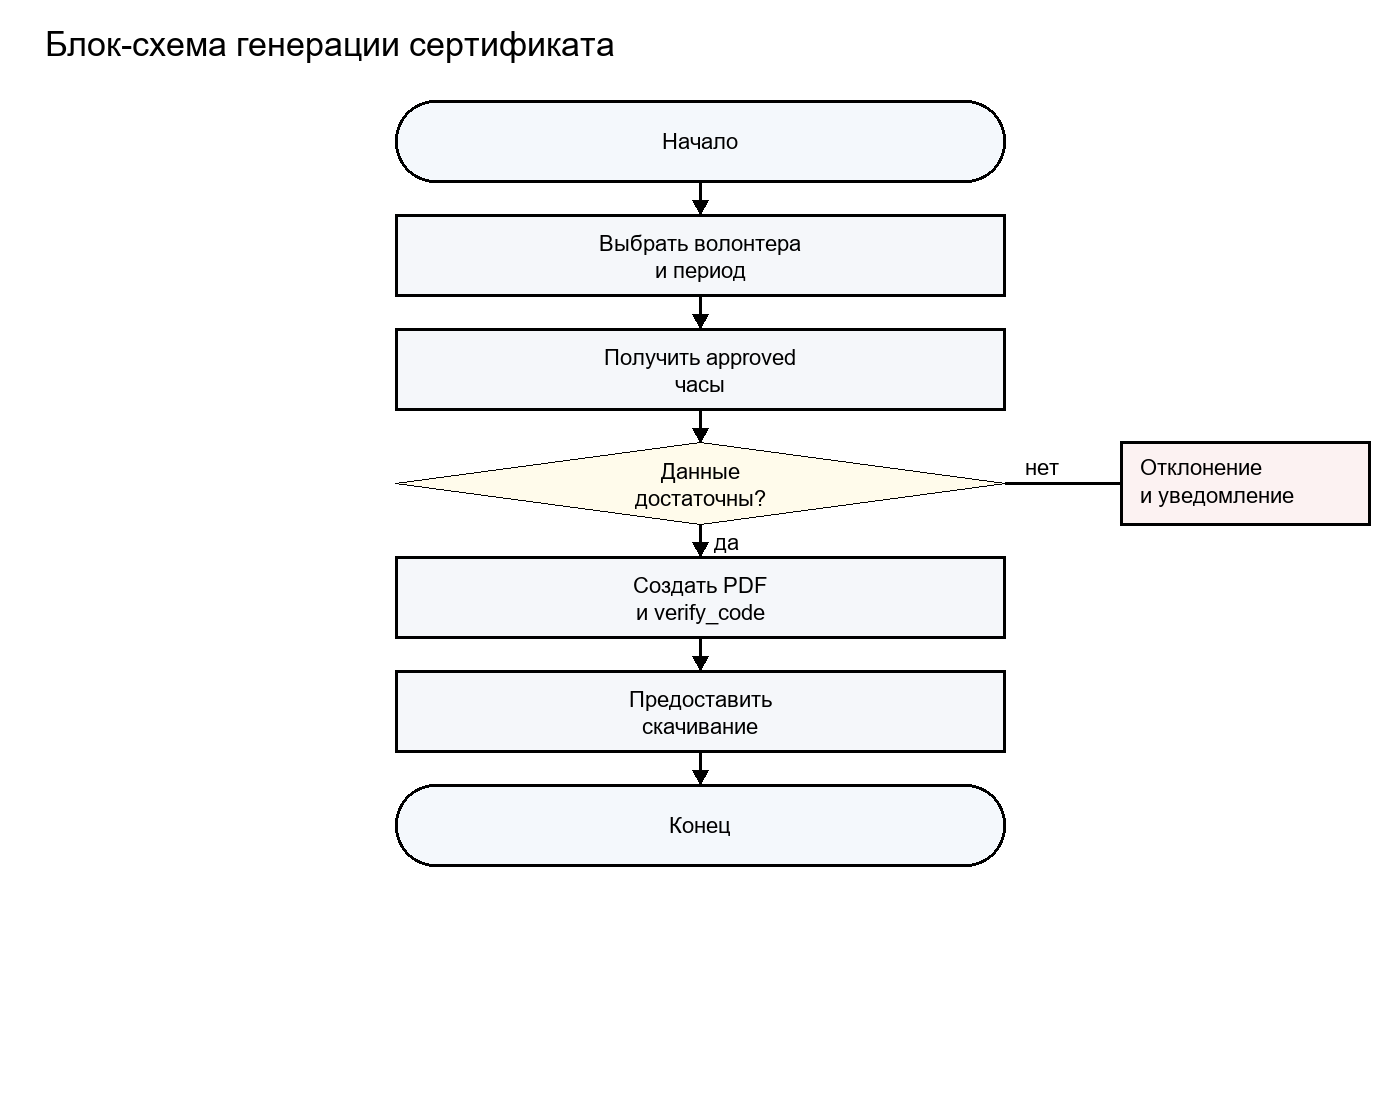 Блок-схема генерации сертификата
Начало
Выбрать волонтера
и период
Получить approved
часы
Данные
достаточны?
нет
Отклонение
и уведомление
да
Создать PDF
и verify_code
Предоставить
скачивание
Конец